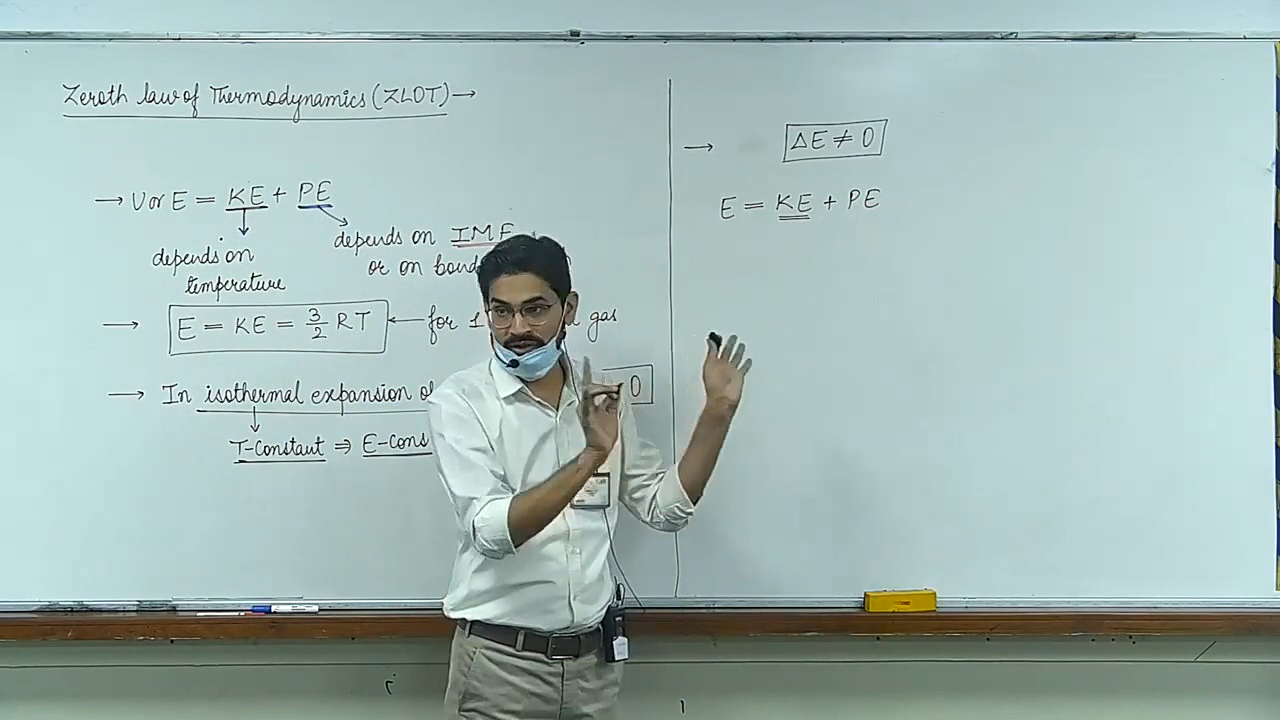 Zeroth law of Thermodynamics (ZLOT) →
→ U or E = KE + PE
depends on temperature
depends on IMF
or on bond
→ E = KE = 3/2 RT ← for 1 gas
→ In isothermal expansion of 0
T-Constaut ⇒ E-Cons
→ ΔE ≠ 0
E = KE + PE